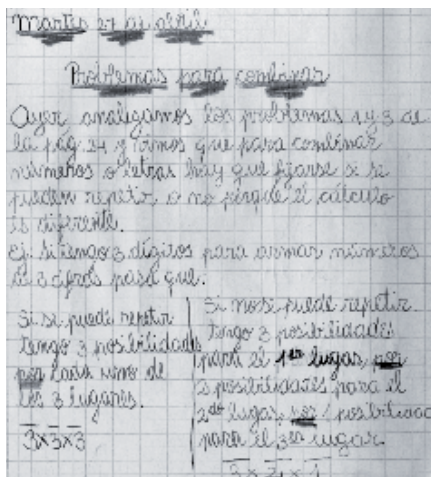 Martes 27 de abril
Problemas para combinar
Ayer analizamos los problemas 1 y 3 de
la pág. 24 y vimos que para combinar
números o letras hay que fijarse si se
pueden repetir o no porque el cálculo
es diferente.
Ej. Si tengo 3 dígitos para armar números
de 3 cifras pasa que:
Si se puede repetir
tengo 3 posibilidades
por cada uno de
los 3 lugares.
3x3x3
Si no se puede repetir
tengo 3 posibilidades
para el 1er lugar, por
2 posibilidades para el
2do lugar, por 1 posibilidad
para el 3er lugar
3 x 2 x 1